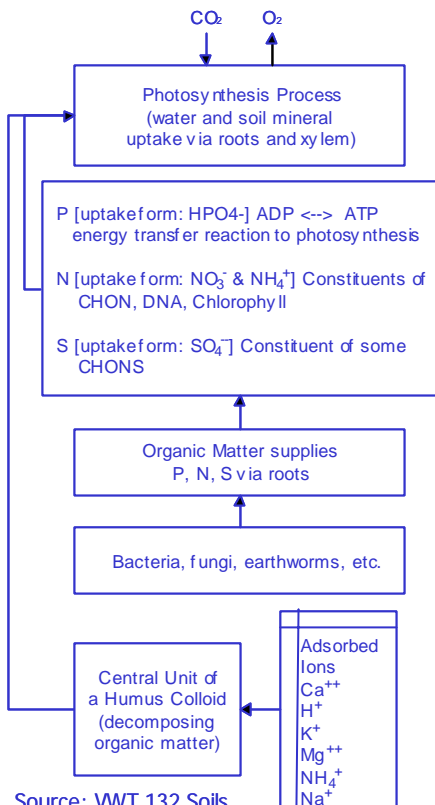 CO₂ O₂
Photosynthesis Process
(water and soil mineral
uptake via roots and xylem)
P [uptake form: HPO4-] ADP <--> ATP
energy transfer reaction to photosynthesis
N [uptake form: NO₃⁻ & NH₄⁺] Constituents of
CHON, DNA, Chlorophyll
S [uptake form: SO₄⁻⁻] Constituent of some
CHONS
Organic Matter supplies
P, N, S via roots
Bacteria, fungi, earthworms, etc.
Central Unit of
a Humus Colloid
(decomposing
organic matter)
Adsorbed
Ions
Ca⁺⁺
H⁺
K⁺
Mg⁺⁺
NH₄⁺
Na⁺
Source: VWT 132 Soils